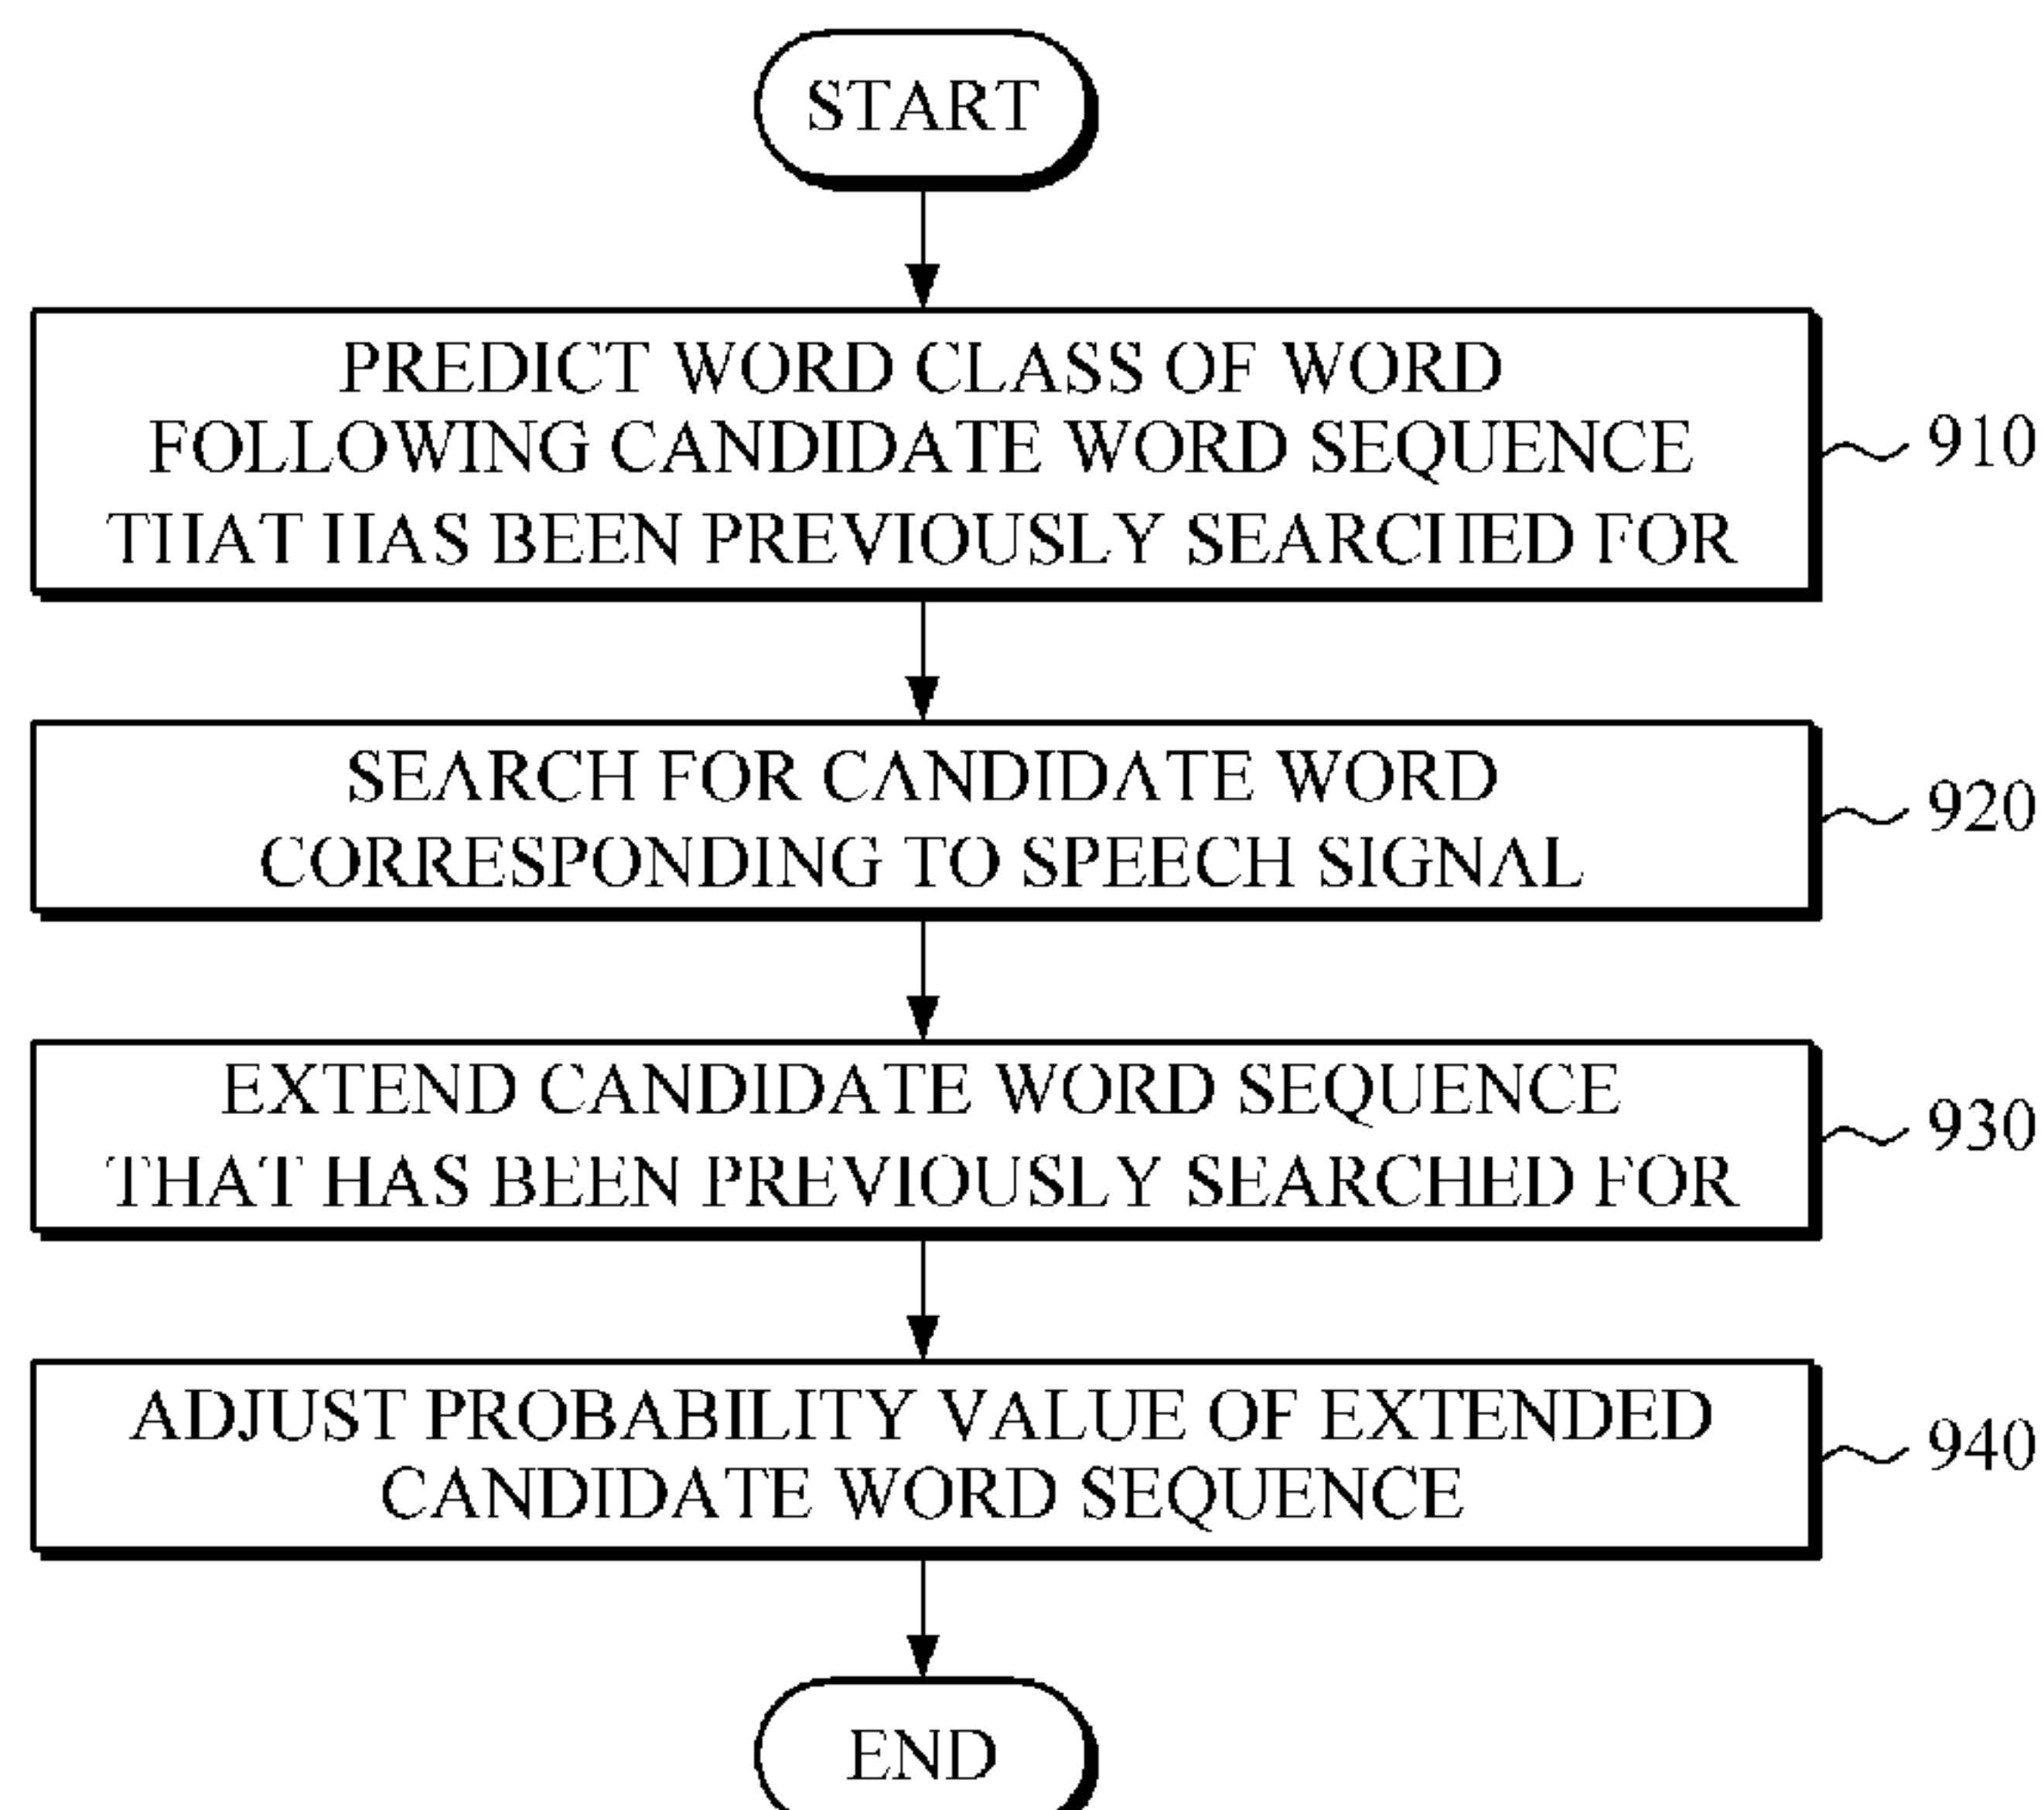 START
PREDICT WORD CLASS OF WORD
FOLLOWING CANDIDATE WORD SEQUENCE
THAT HAS BEEN PREVIOUSLY SEARCHED FOR
910
SEARCH FOR CANDIDATE WORD
CORRESPONDING TO SPEECH SIGNAL
920
EXTEND CANDIDATE WORD SEQUENCE
THAT HAS BEEN PREVIOUSLY SEARCHED FOR
930
ADJUST PROBABILITY VALUE OF EXTENDED
CANDIDATE WORD SEQUENCE
940
END